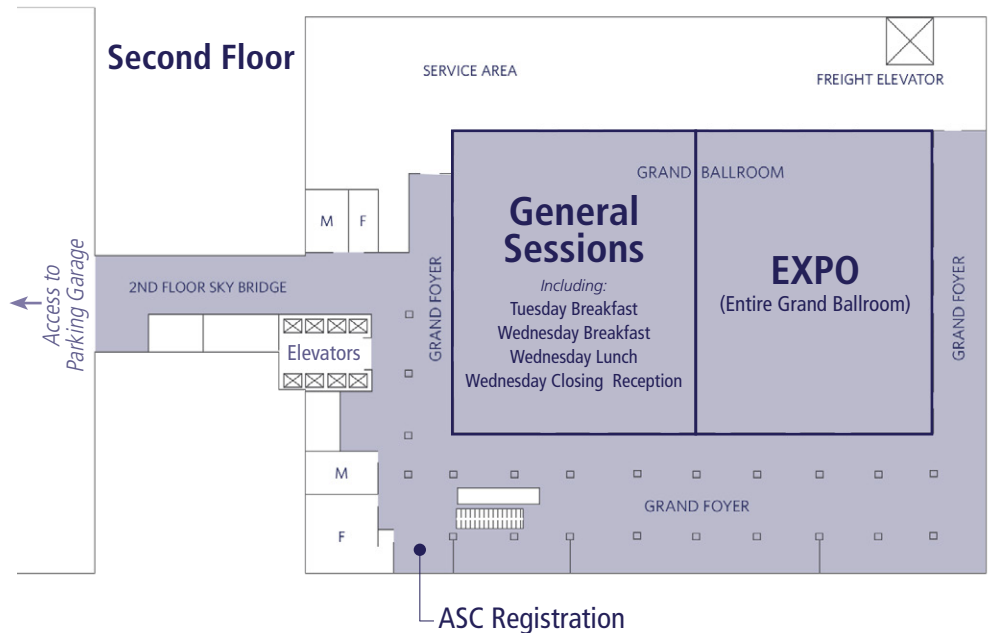 Second Floor
SERVICE AREA
FREIGHT ELEVATOR
GRAND BALLROOM
M
F
General
Sessions
Including:
Tuesday Breakfast
Wednesday Breakfast
Wednesday Lunch
Wednesday Closing Reception
EXPO
(Entire Grand Ballroom)
GRAND FOYER
GRAND FOYER
2ND FLOOR SKY BRIDGE
Access to
Parking Garage
Elevators
M
F
GRAND FOYER
ASC Registration